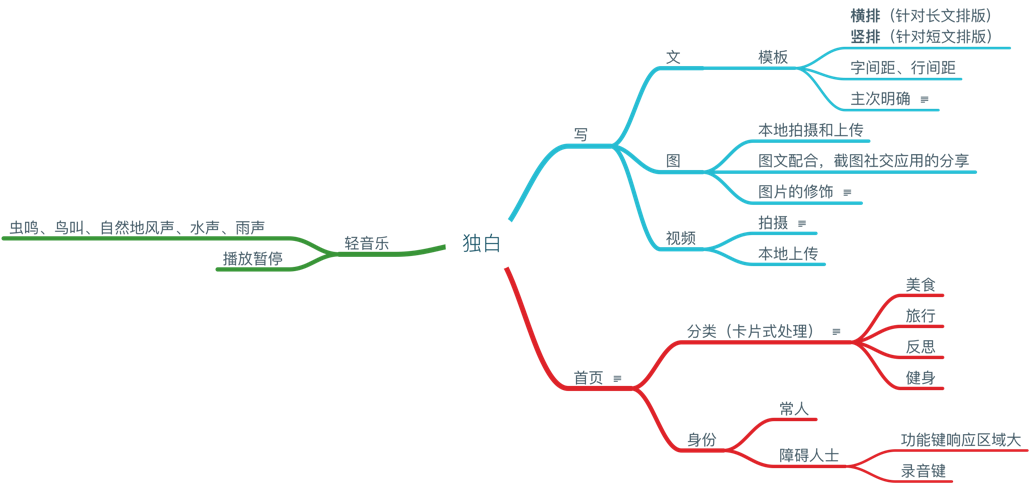 横排（针对长文排版）
竖排（针对短文排版）
文
模板
字间距、行间距
主次明确
写
本地拍摄和上传
图
图文配合，截图社交应用的分享
图片的修饰
拍摄
视频
本地上传
虫鸣、鸟叫、自然地风声、水声、雨声
轻音乐
播放暂停
独白
美食
旅行
分类（卡片式处理）
反思
健身
首页
常人
身份
障碍人士
功能键响应区域大
录音键